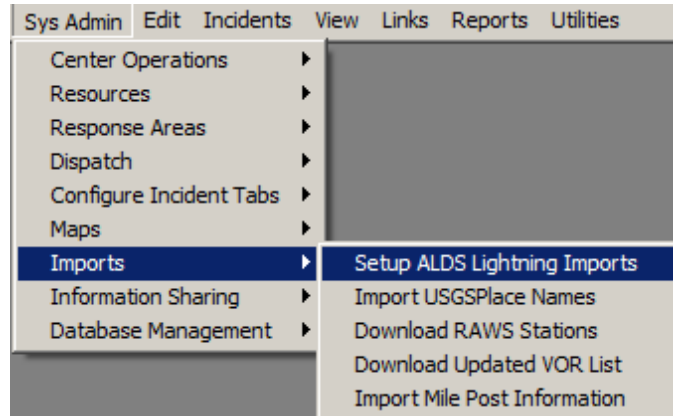 Sys Admin Edit Incidents View Links Reports Utilities
Center Operations
Resources
Response Areas
Dispatch
Configure Incident Tabs
Maps
Imports
Information Sharing
Database Management
Setup ALDS Lightning Imports
Import USGSPlace Names
Download RAWS Stations
Download Updated VOR List
Import Mile Post Information